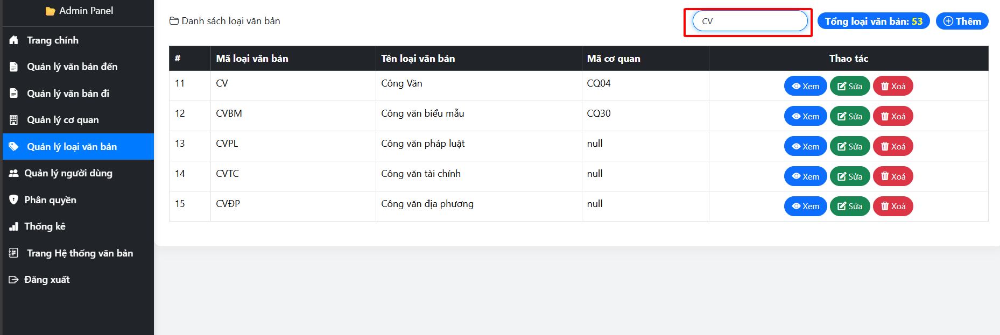 Admin Panel
Trang chính
Quản lý văn bản đến
Quản lý văn bản đi
Quản lý cơ quan
Quản lý loại văn bản
Quản lý người dùng
Phân quyền
Thống kê
Trang Hệ thống văn bản
Đăng xuất
Danh sách loại văn bản
CV
Tổng loại văn bản: 53
Thêm
# Mã loại văn bản Tên loại văn bản Mã cơ quan Thao tác
11 CV Công Văn CQ04 Xem Sửa Xoá
12 CVBM Công văn biểu mẫu CQ30 Xem Sửa Xoá
13 CVPL Công văn pháp luật null Xem Sửa Xoá
14 CVTC Công văn tài chính null Xem Sửa Xoá
15 CVĐP Công văn địa phương null Xem Sửa Xoá